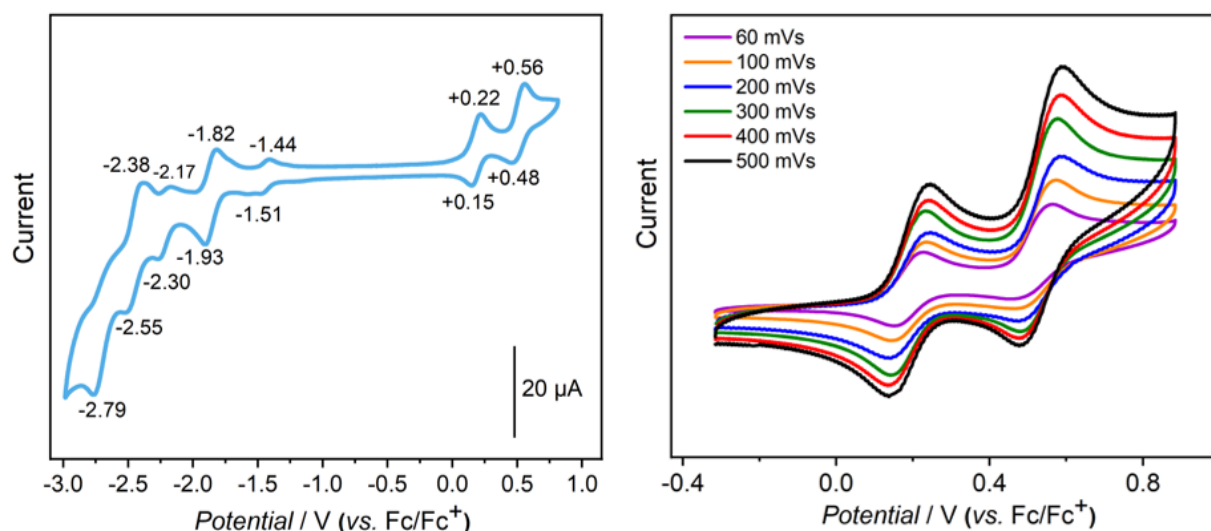 Current
+0.56
+0.22
-1.82
-1.44
-2.38
-2.17
+0.48
+0.15
-1.51
-1.93
-2.30
-2.55
-2.79
20 µA
-3.0 -2.5 -2.0 -1.5 -1.0 -0.5 0.0 0.5 1.0
Potential / V (vs. Fc/Fc⁺)
60 mVs
100 mVs
200 mVs
300 mVs
400 mVs
500 mVs
Current
-0.4 0.0 0.4 0.8
Potential / V (vs. Fc/Fc⁺)